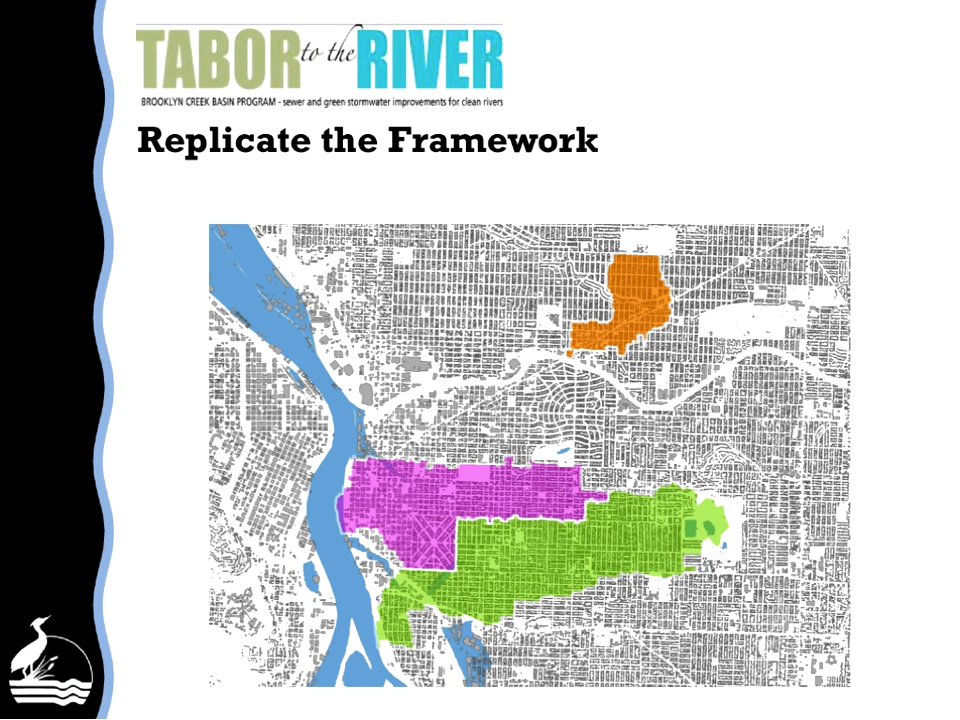 TABOR to the RIVER
BROOKLYN CREEK BASIN PROGRAM - sewer and green stormwater improvements for clean rivers
Replicate the Framework